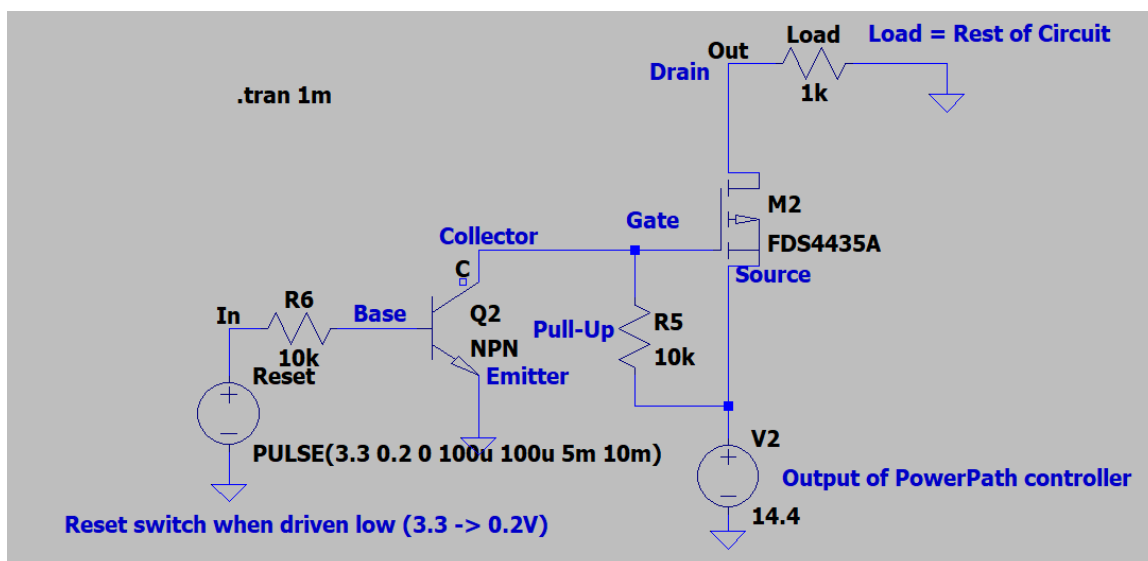 Load
Load = Rest of Circuit
Out
Drain
1k
.tran 1m
M2
Gate
FDS4435A
Collector
Source
C
R6
In
Base
Q2
R5
Pull-Up
NPN
10k
10k
Reset
Emitter
V2
PULSE(3.3 0.2 0 100u 100u 5m 10m)
Output of PowerPath controller
14.4
Reset switch when driven low (3.3 -> 0.2V)